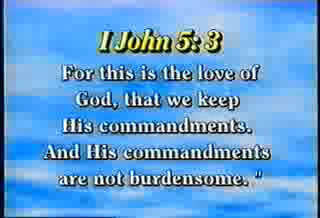 I John 5: 3
For this is the love of
God, that we keep
His commandments.
And His commandments
are not burdensome. "